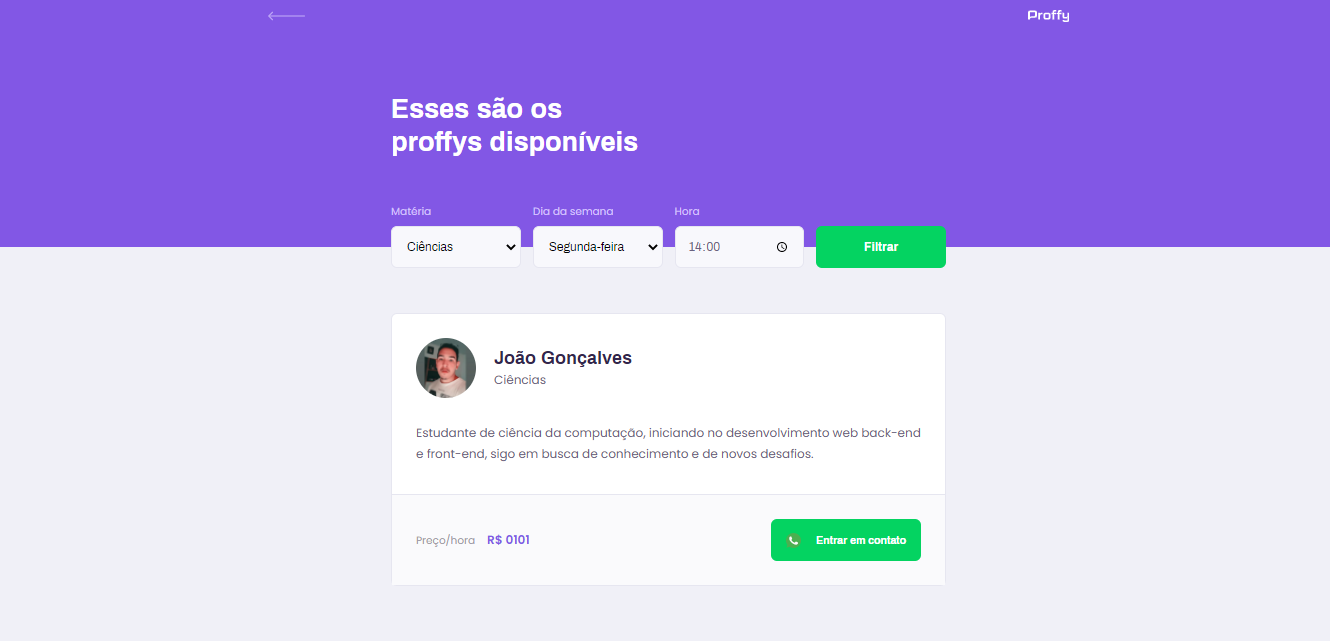 Proffy
Esses são os
proffys disponíveis
Matéria
Dia da semana
Hora
Ciências
Segunda-feira
14:00
Filtrar
João Gonçalves
Ciências
Estudante de ciência da computação, iniciando no desenvolvimento web back-end
e front-end, sigo em busca de conhecimento e de novos desafios.
Preço/hora R$ 0101
Entrar em contato